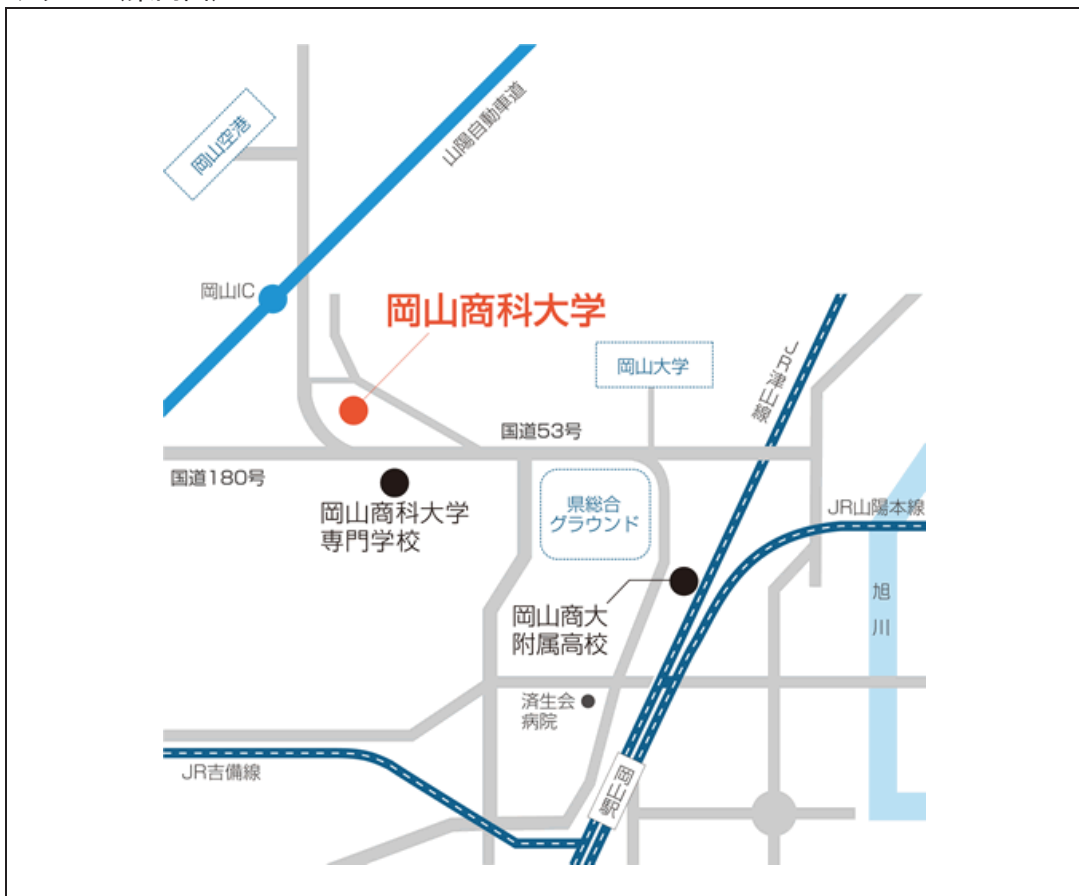 岡山空港
山陽自動車道
岡山IC
岡山商科大学
岡山大学
JR津山線
国道53号
国道180号
岡山商科大学
専門学校
県総合
グラウンド
JR山陽本線
旭川
岡山商大
附属高校
済生会
病院
JR吉備線
岡山駅